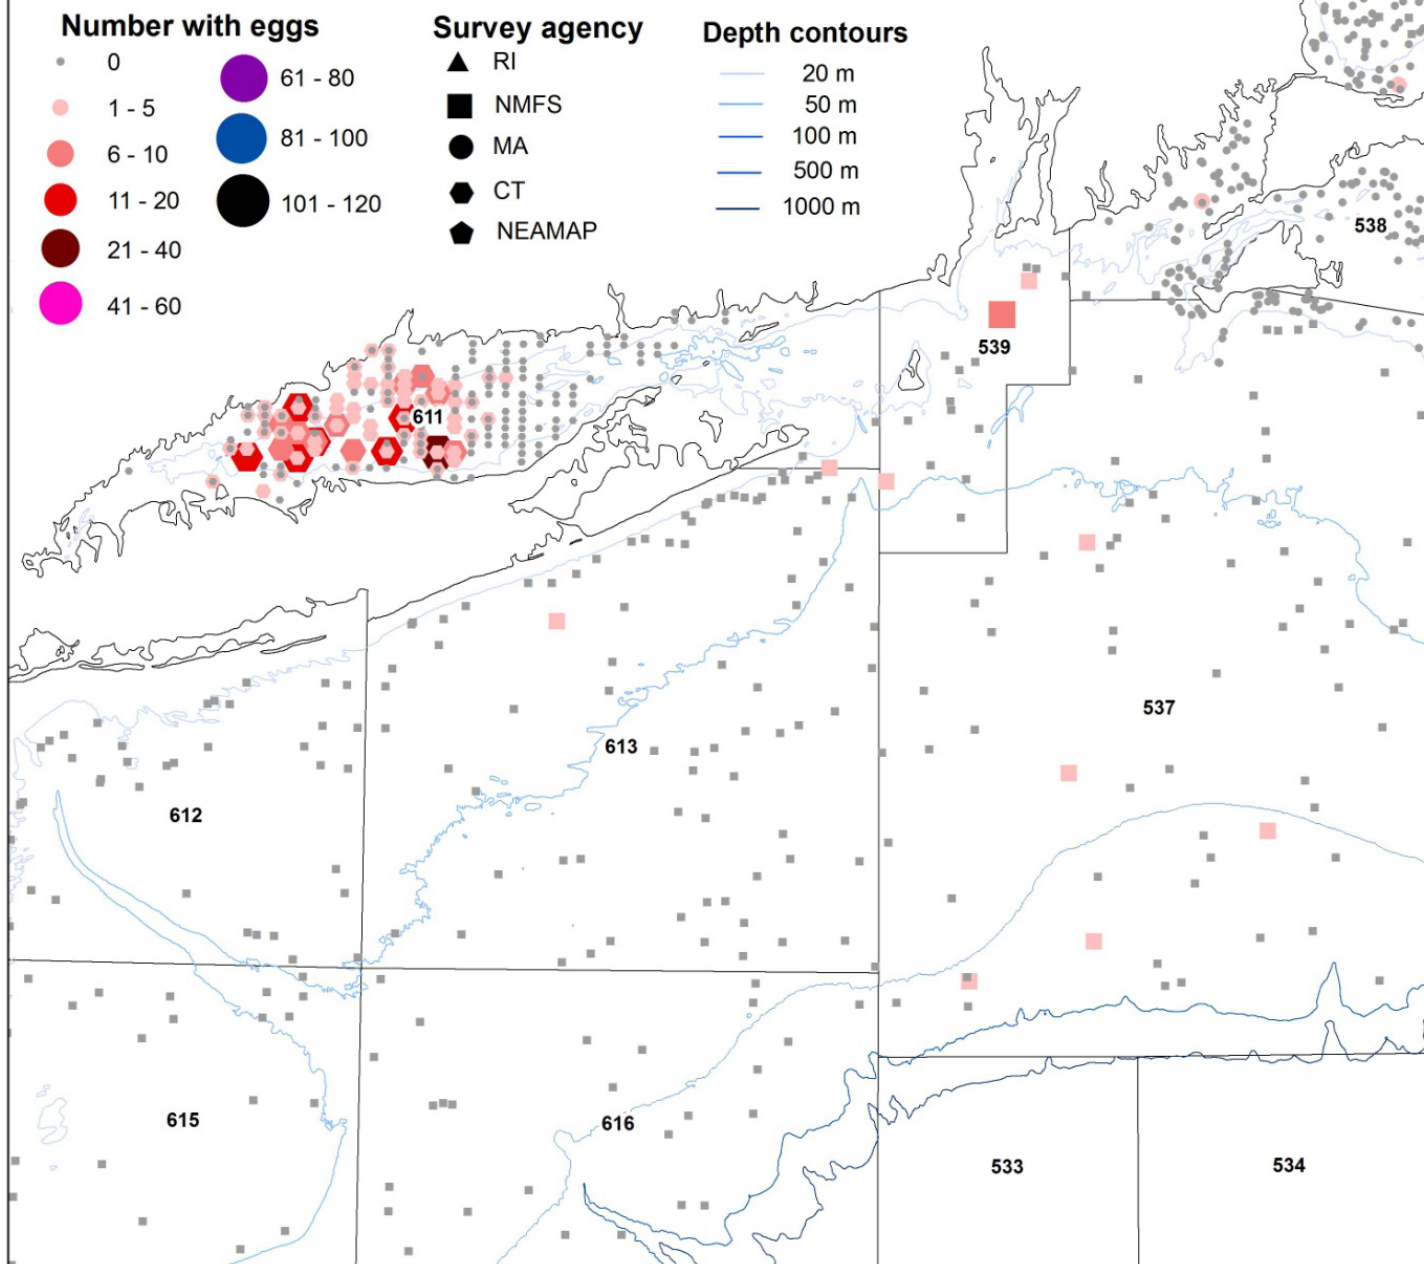 Number with eggs
0
1 - 5
6 - 10
11 - 20
21 - 40
41 - 60
61 - 80
81 - 100
101 - 120
Survey agency
RI
NMFS
MA
CT
NEAMAP
Depth contours
20 m
50 m
100 m
500 m
1000 m
538
539
611
537
613
612
615
616
533
534